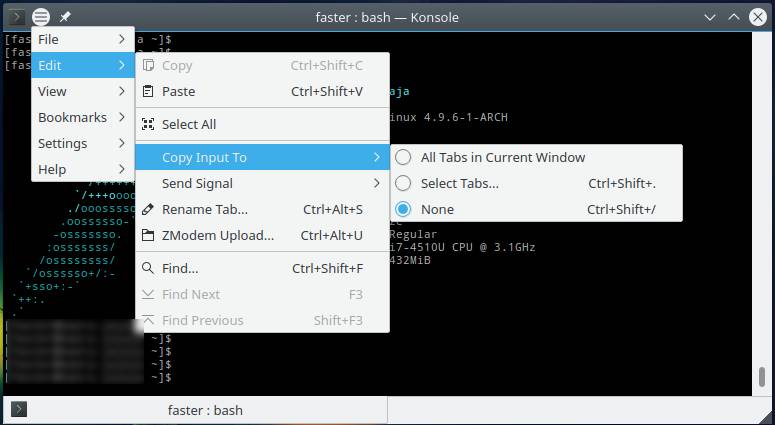 faster : bash — Konsole
[fas a ~]$
[fas a ~]$
[fas a ~]$
File
Edit
View
Bookmarks
Settings
Help
Copy Ctrl+Shift+C
Paste Ctrl+Shift+V
Select All
Copy Input To
Send Signal
Rename Tab... Ctrl+Alt+S
ZModem Upload... Ctrl+Alt+U
Find... Ctrl+Shift+F
Find Next F3
Find Previous Shift+F3
All Tabs in Current Window
Select Tabs... Ctrl+Shift+.
None Ctrl+Shift+/
aja
inux 4.9.6-1-ARCH
Regular
i7-4510U CPU @ 3.1GHz
432MiB
`/+++oooo
./ooosssso
.oosssssso-`
-osssssso.
:osssssss/
/ossssssss/
`/ossssso+/:-
`+sso+:-`
`++:.
~]$
~]$
~]$
~]$
~]$
faster : bash